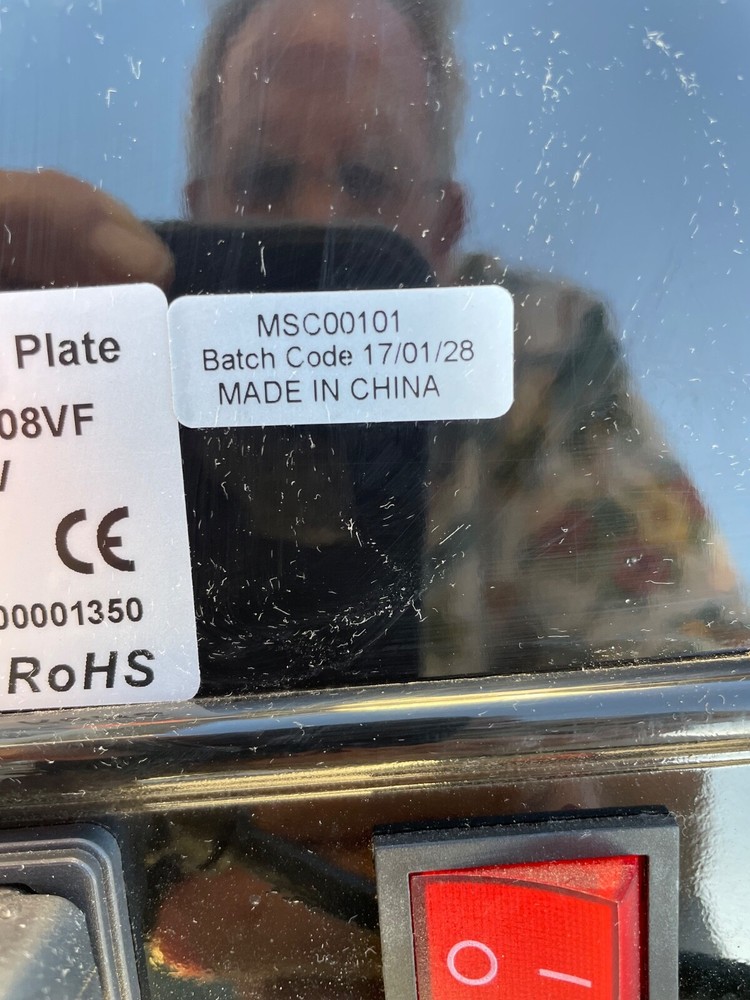 Plate
08VF
CE
00001350
RoHS
MSC00101
Batch Code 17/01/28
MADE IN CHINA
O I